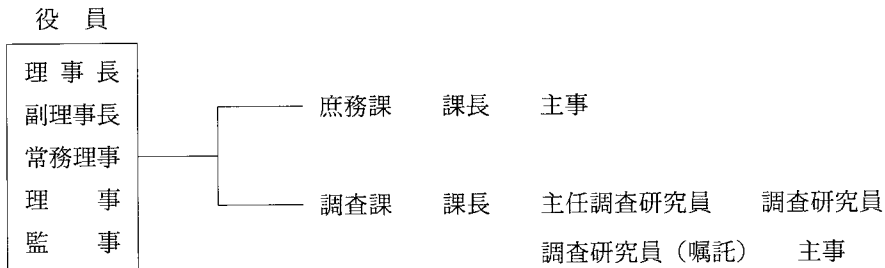 役員
理事長
副理事長
常務理事
理事
監事
庶務課 課長 主事
調査課 課長 主任調査研究員 調査研究員
調査研究員（嘱託） 主事